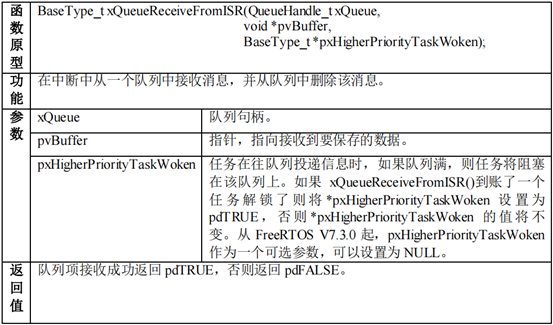 函数原型
BaseType_t xQueueReceiveFromISR(QueueHandle_t xQueue,
void *pvBuffer,
BaseType_t *pxHigherPriorityTaskWoken);
功能
在中断中从一个队列中接收消息，并从队列中删除该消息。
参数
xQueue
队列句柄。
pvBuffer
指针，指向接收到要保存的数据。
pxHigherPriorityTaskWoken
任务在往队列投递信息时，如果队列满，则任务将阻塞
在该队列上。如果 xQueueReceiveFromISR()到账了一个
任务解锁了则将*pxHigherPriorityTaskWoken 设置为
pdTRUE，否则*pxHigherPriorityTaskWoken 的值将不
变。从 FreeRTOS V7.3.0 起，pxHigherPriorityTaskWoken
作为一个可选参数，可以设置为 NULL。
返回值
队列项接收成功返回 pdTRUE，否则返回 pdFALSE。